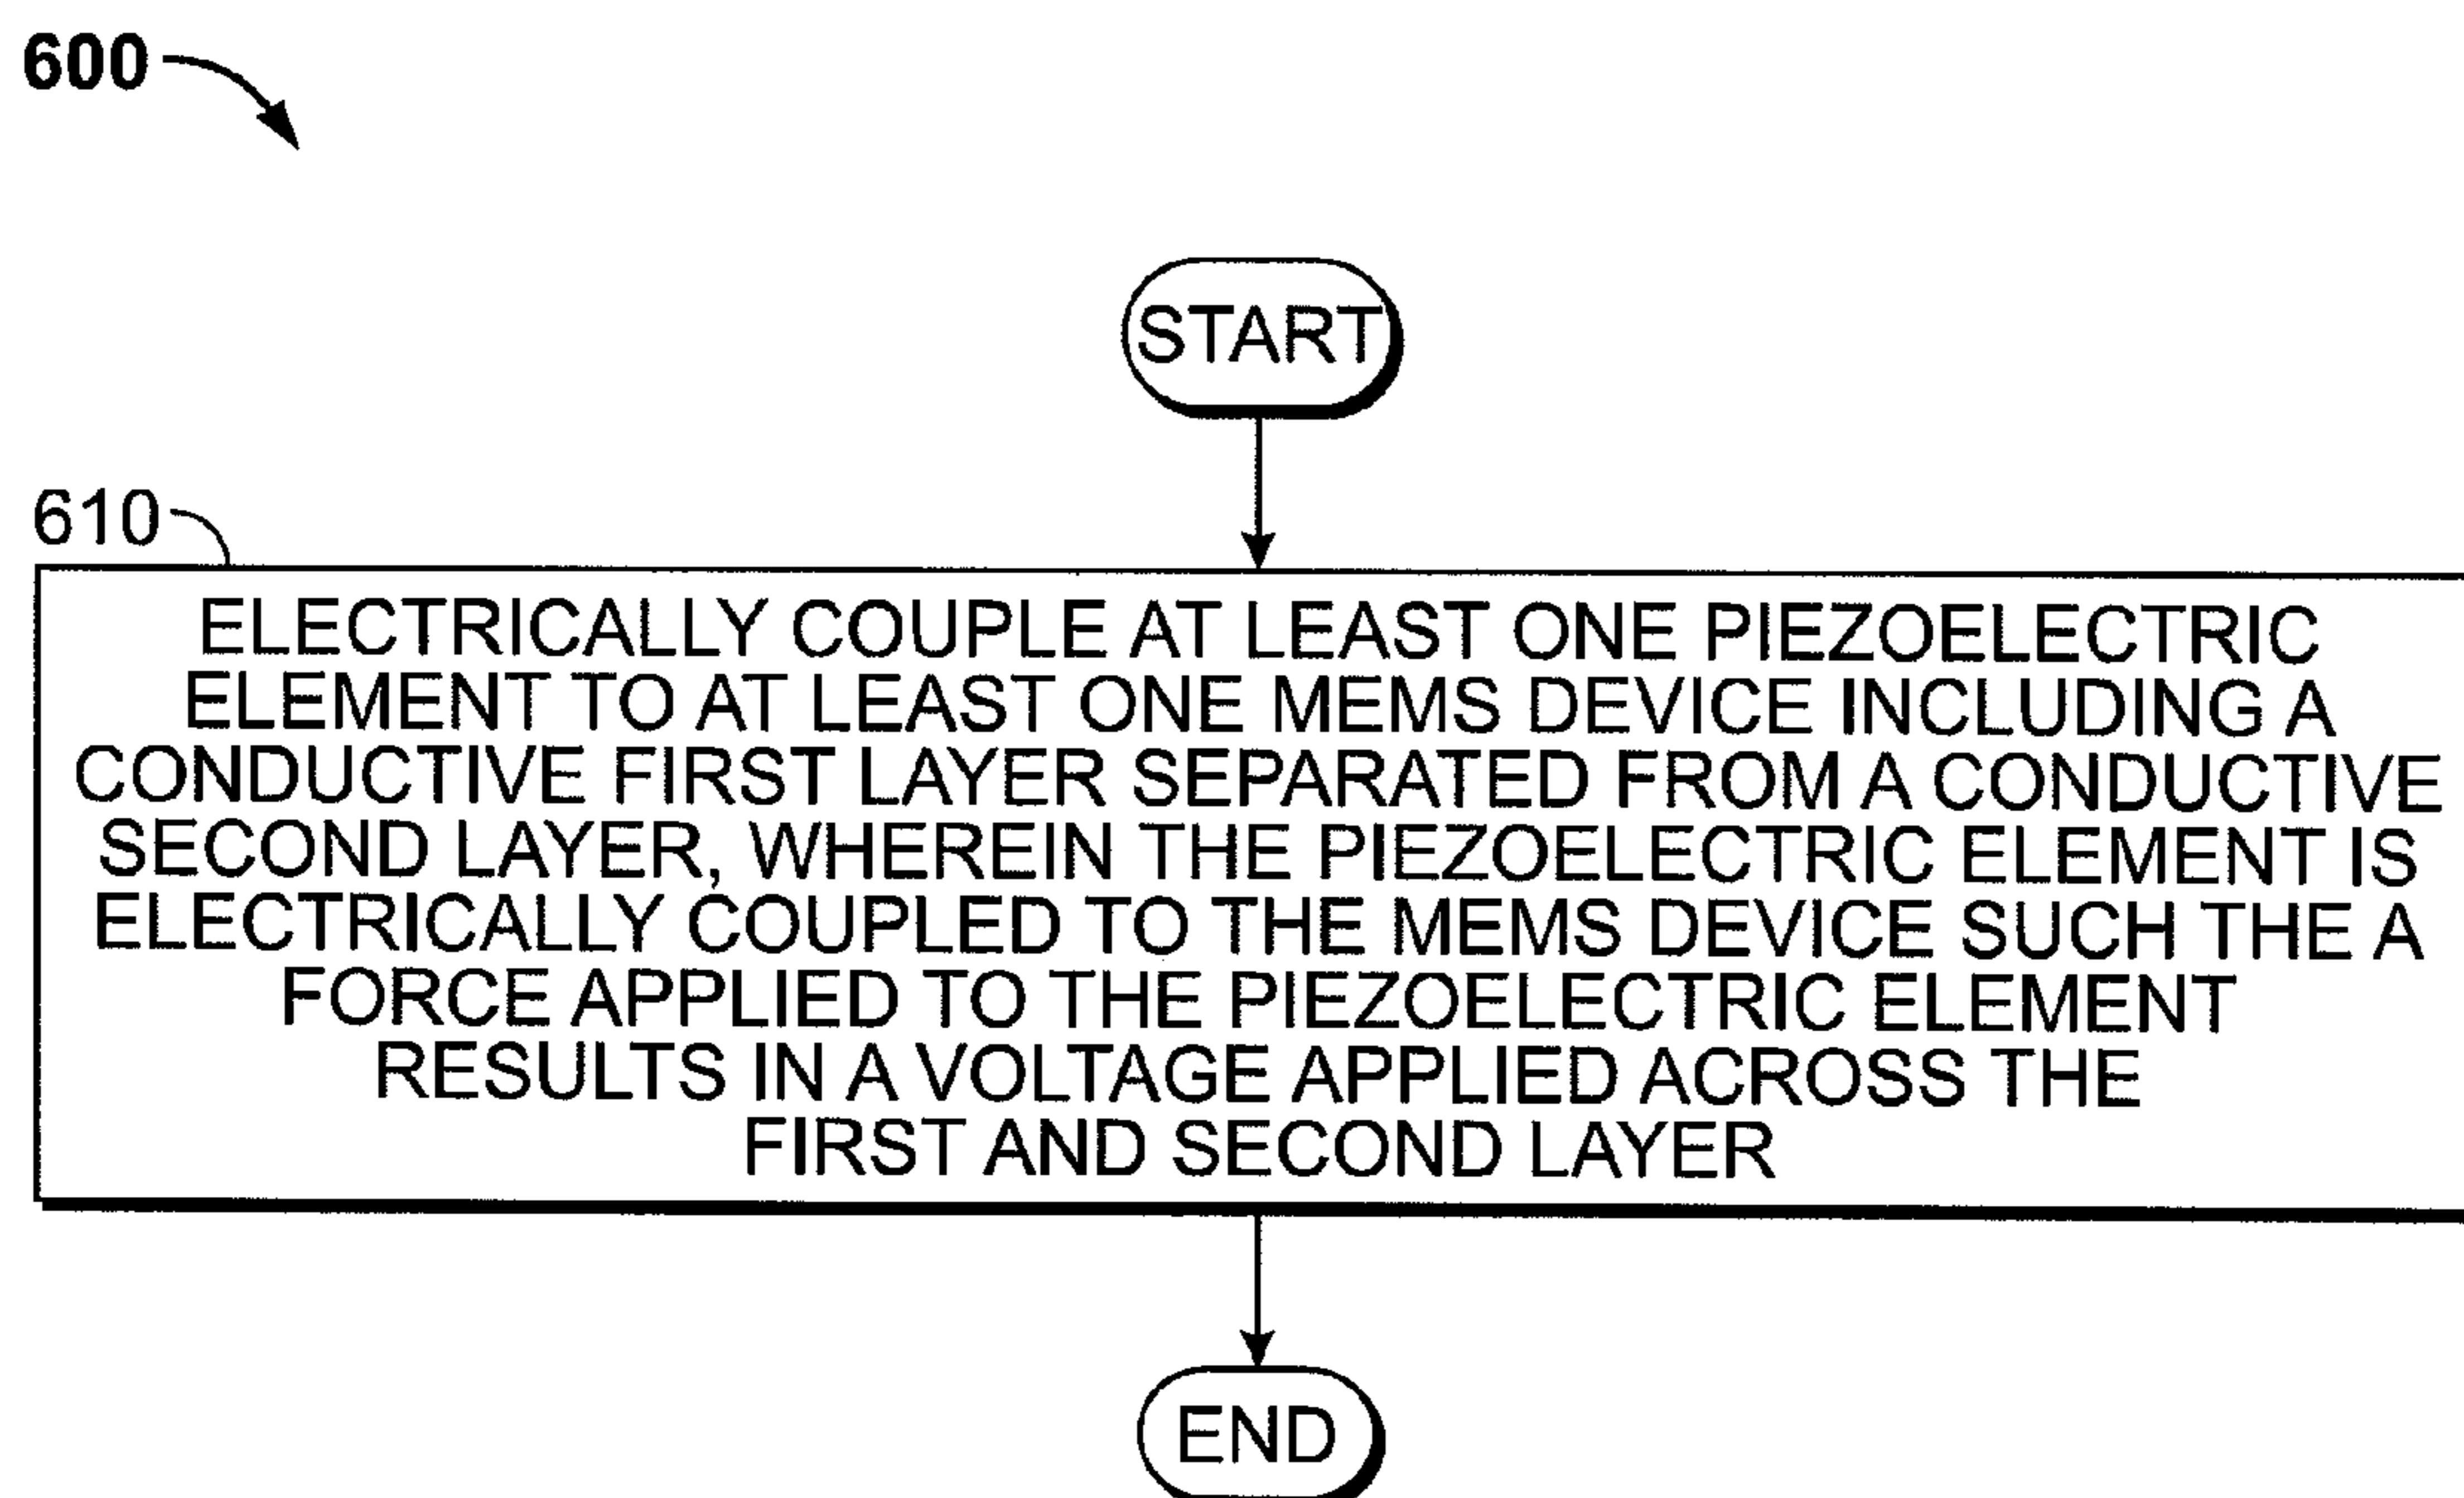 600
START
610
ELECTRICALLY COUPLE AT LEAST ONE PIEZOELECTRIC
ELEMENT TO AT LEAST ONE MEMS DEVICE INCLUDING A
CONDUCTIVE FIRST LAYER SEPARATED FROM A CONDUCTIVE
SECOND LAYER, WHEREIN THE PIEZOELECTRIC ELEMENT IS
ELECTRICALLY COUPLED TO THE MEMS DEVICE SUCH THE A
FORCE APPLIED TO THE PIEZOELECTRIC ELEMENT
RESULTS IN A VOLTAGE APPLIED ACROSS THE
FIRST AND SECOND LAYER
END